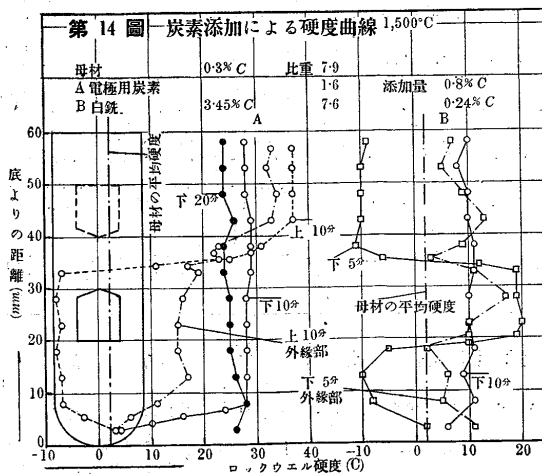 第14圖 炭素添加による硬度曲線 1,500°C
母材 0·3% C 比重 7·9
A 電極用炭素 1·6 添加量 0·8% C
B 白銑 3.45% C 7·6 0·24% C
A B
60
50
40
30
20
10
0
底よりの距離 (mm)
母材の平均硬度
下 20分
上 10分
下10分
上 10分
外縁部
下 5分
母材の平均硬度
下 5分
外縁部
下10分
-10 0 10 20 30 40 -10 0 10 20
ロックウエル硬度 (C)